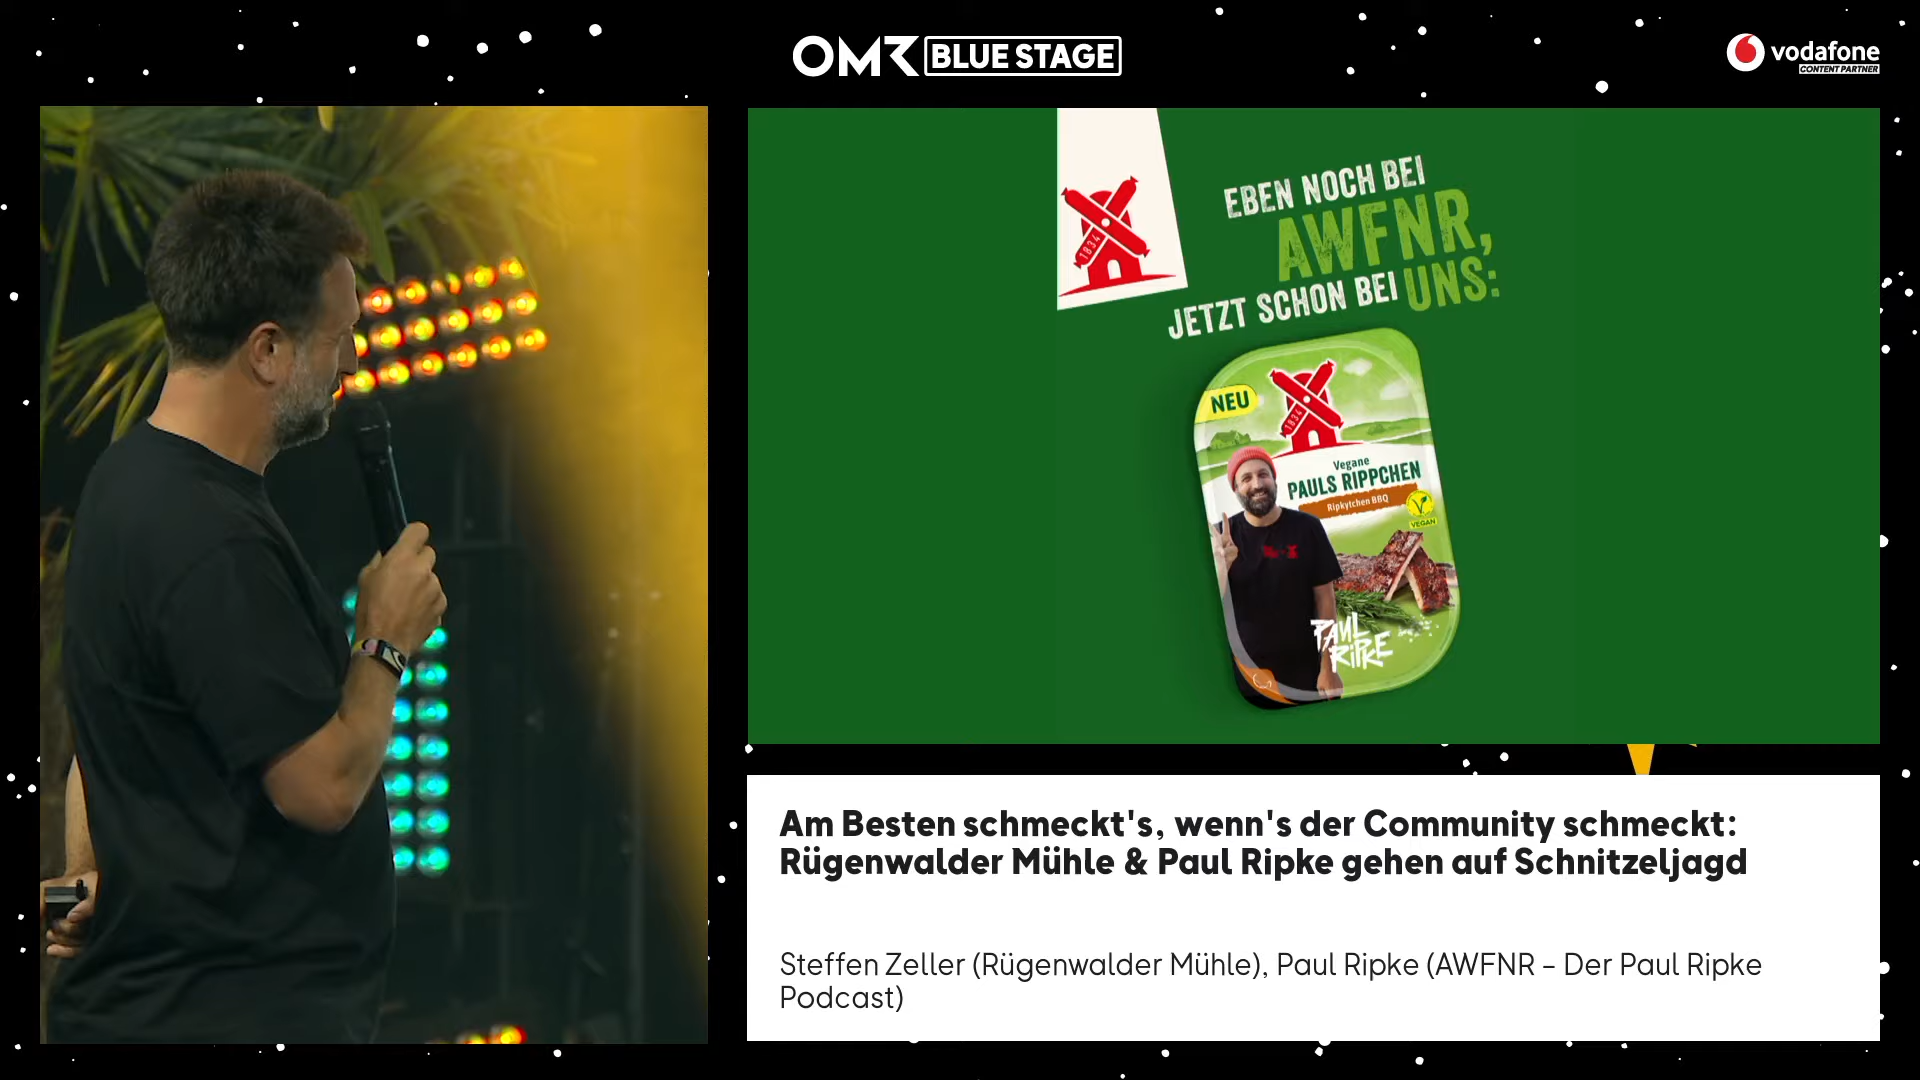 OMR BLUE STAGE
vodafone
CONTENT PARTNER
EBEN NOCH BEI
AWFNR,
JETZT SCHON BEI UNS:
1834
NEU
1834
Vegane
PAULS RIPPCHEN
Ripkytchen BBQ
VEGAN
PAUL
RIPKE
Am Besten schmeckt's, wenn's der Community schmeckt:
Rügenwalder Mühle & Paul Ripke gehen auf Schnitzeljagd
Steffen Zeller (Rügenwalder Mühle), Paul Ripke (AWFNR – Der Paul Ripke
Podcast)